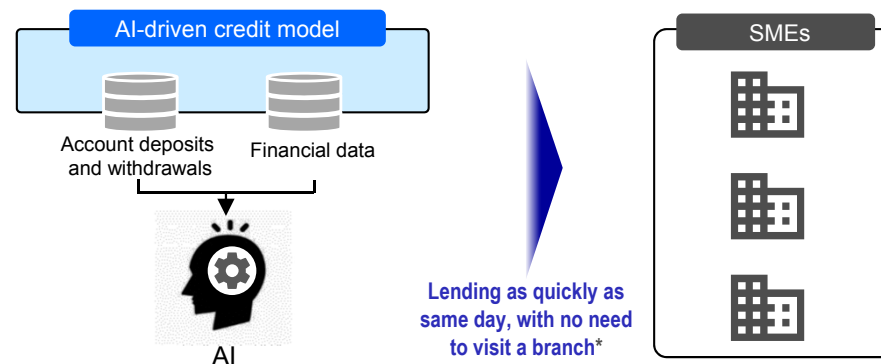 AI-driven credit model
Account deposits
and withdrawals
Financial data
AI
Lending as quickly as
same day, with no need
to visit a branch*
SMEs